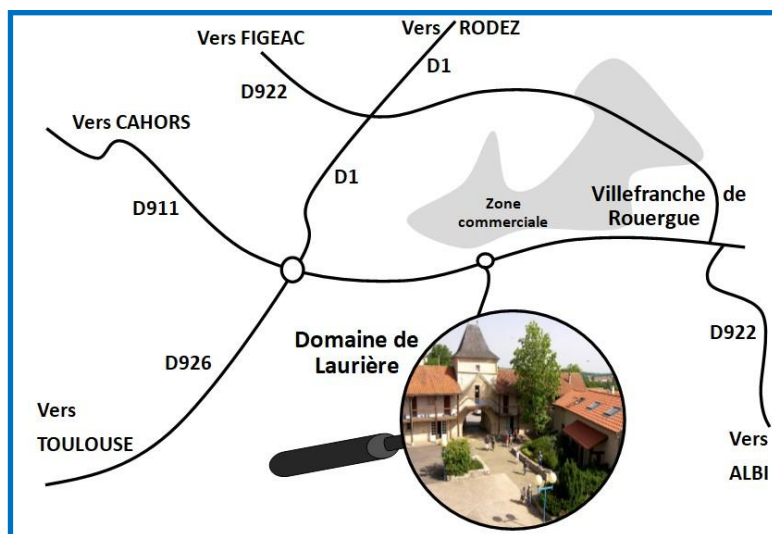 Vers RODEZ
Vers FIGEAC
D1
D922
Vers CAHORS
D1
D911
Zone
commerciale
Villefranche de
Rouergue
Domaine de
Laurière
D922
D926
Vers
TOULOUSE
Vers
ALBI